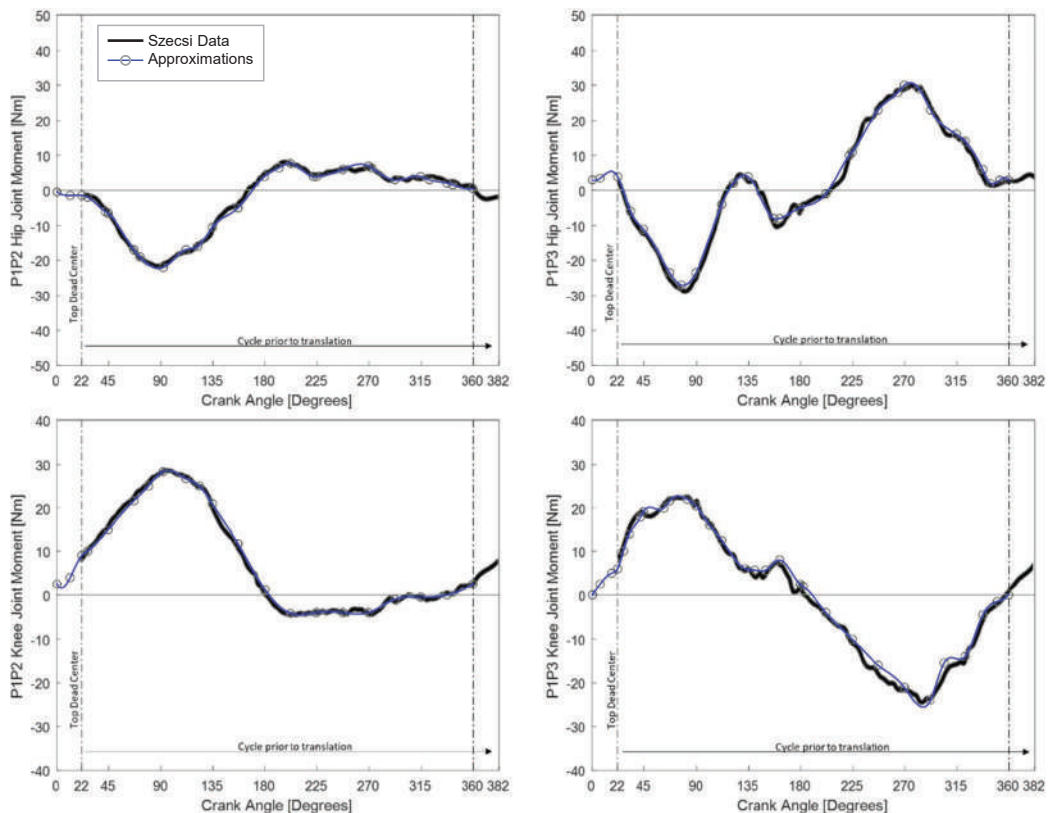 50
40
30
20
10
0
-10
-20
-30
-40
-50
P1P2 Hip Joint Moment [Nm]
Szecsi Data
Approximations
Top Dead Center
Cycle prior to translation
0 22 45 90 135 180 225 270 315 360 382
Crank Angle [Degrees]
50
40
30
20
10
0
-10
-20
-30
-40
-50
P1P3 Hip Joint Moment [Nm]
Top Dead Center
Cycle prior to translation
0 22 45 90 135 180 225 270 315 360 382
Crank Angle [Degrees]
40
30
20
10
0
-10
-20
-30
-40
P1P2 Knee Joint Moment [Nm]
Top Dead Center
Cycle prior to translation
0 22 45 90 135 180 225 270 315 360 382
Crank Angle [Degrees]
40
30
20
10
0
-10
-20
-30
-40
P1P3 Knee Joint Moment [Nm]
Top Dead Center
Cycle prior to translation
0 22 45 90 135 180 225 270 315 360 382
Crank Angle [Degrees]